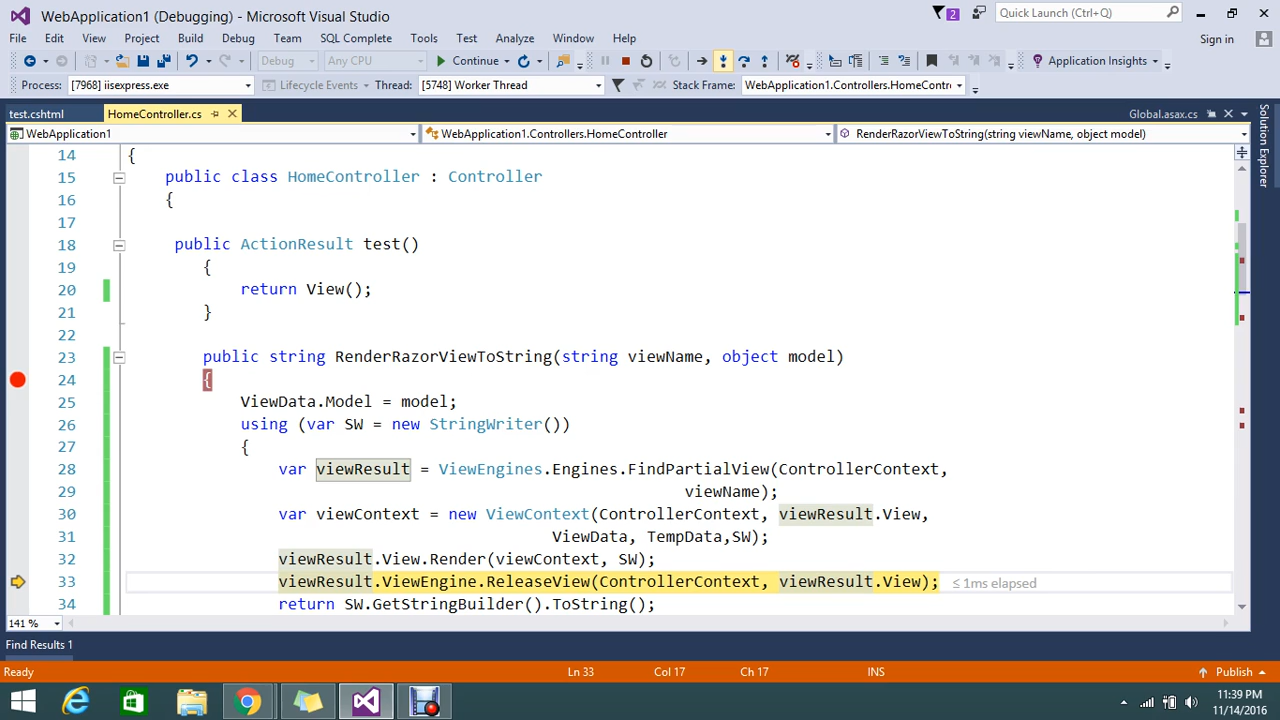 WebApplication1 (Debugging) - Microsoft Visual Studio
2
Quick Launch (Ctrl+Q)
File Edit View Project Build Debug Team SQL Complete Tools Test Analyze Window Help
Sign in
Debug Any CPU Continue Application Insights
Process: [7968] iisexpress.exe Lifecycle Events Thread: [5748] Worker Thread Stack Frame: WebApplication1.Controllers.HomeContr
test.cshtml HomeController.cs Global.asax.cs
WebApplication1 WebApplication1.Controllers.HomeController RenderRazorViewToString(string viewName, object model)
Solution Explorer
14 {
15 public class HomeController : Controller
16 {
17
18 public ActionResult test()
19 {
20 return View();
21 }
22
23 public string RenderRazorViewToString(string viewName, object model)
24 {
25 ViewData.Model = model;
26 using (var SW = new StringWriter())
27 {
28 var viewResult = ViewEngines.Engines.FindPartialView(ControllerContext,
29 viewName);
30 var viewContext = new ViewContext(ControllerContext, viewResult.View,
31 ViewData, TempData,SW);
32 viewResult.View.Render(viewContext, SW);
33 viewResult.ViewEngine.ReleaseView(ControllerContext, viewResult.View); ≤ 1ms elapsed
34 return SW.GetStringBuilder().ToString();
141 %
Find Results 1
Ready Ln 33 Col 17 Ch 17 INS Publish
11:39 PM
11/14/2016